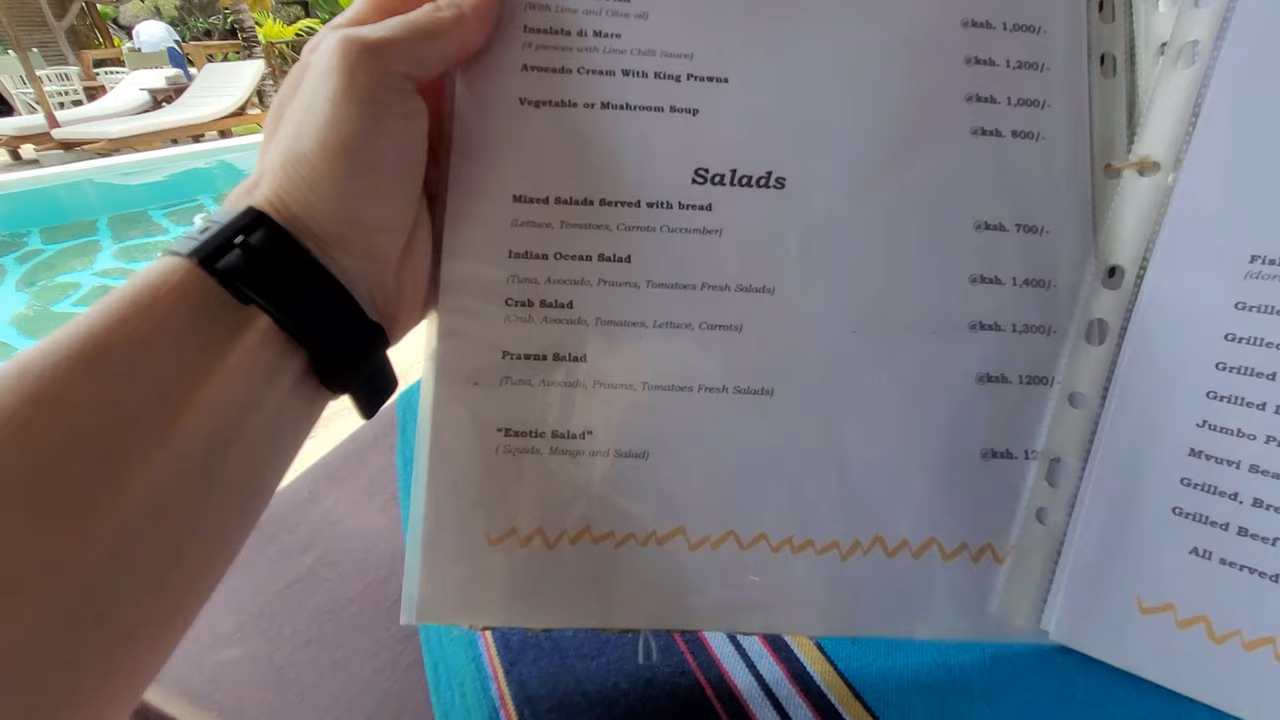 (With Lime and Olive oil)
@ksh. 1,000/-
Insalata di Mare
(4 pieces with Lime Chilli Sauce)
@ksh. 1,200/-
Avocado Cream With King Prawns
@ksh. 1,000/-
Vegetable or Mushroom Soup
@ksh. 800/-
Salads
Mixed Salads Served with bread
(Lettuce, Tomatoes, Carrots Cuccumber)
@ksh. 700/-
Indian Ocean Salad
(Tuna, Avocado, Prawns, Tomatoes Fresh Salads)
@ksh. 1,400/-
Crab Salad
(Crab, Avocado, Tomatoes, Lettuce, Carrots)
@ksh. 1,300/-
Prawns Salad
(Tuna, Avocado, Prawns, Tomatoes Fresh Salads)
@ksh. 1200/-
"Exotic Salad"
( Squids, Mango and Salad)
@ksh. 12
Grilled
Grilled
Grilled
Jumbo
Mvuvi
Grilled,
Grilled Beef
All served